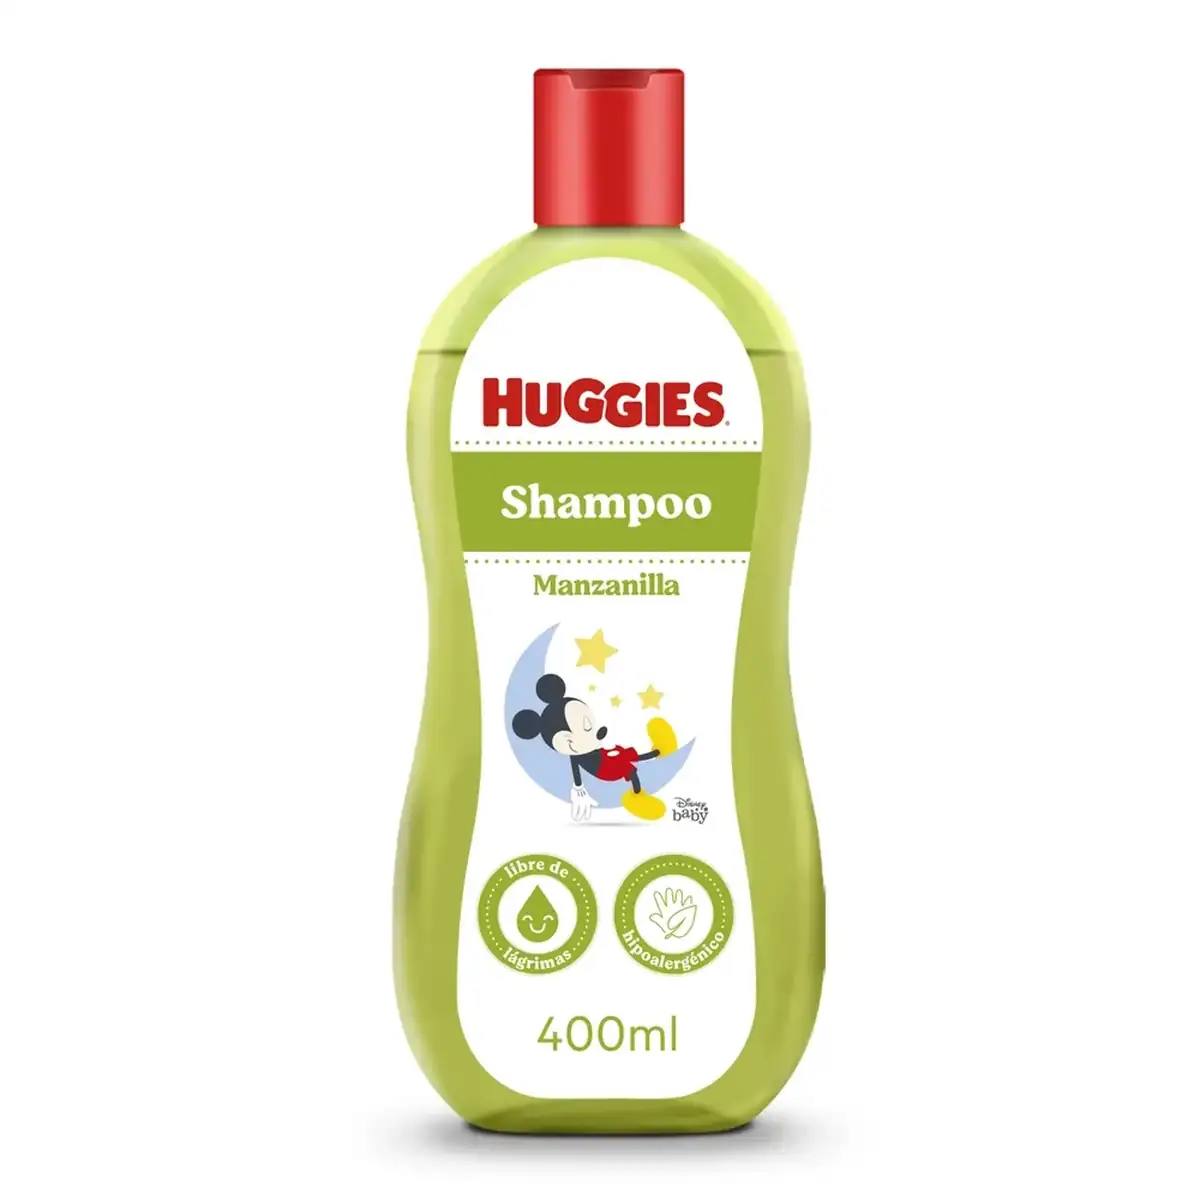 HUGGIES
Shampoo
Manzanilla
Disney
baby
libre de
lágrimas
hipoalergénico
400ml